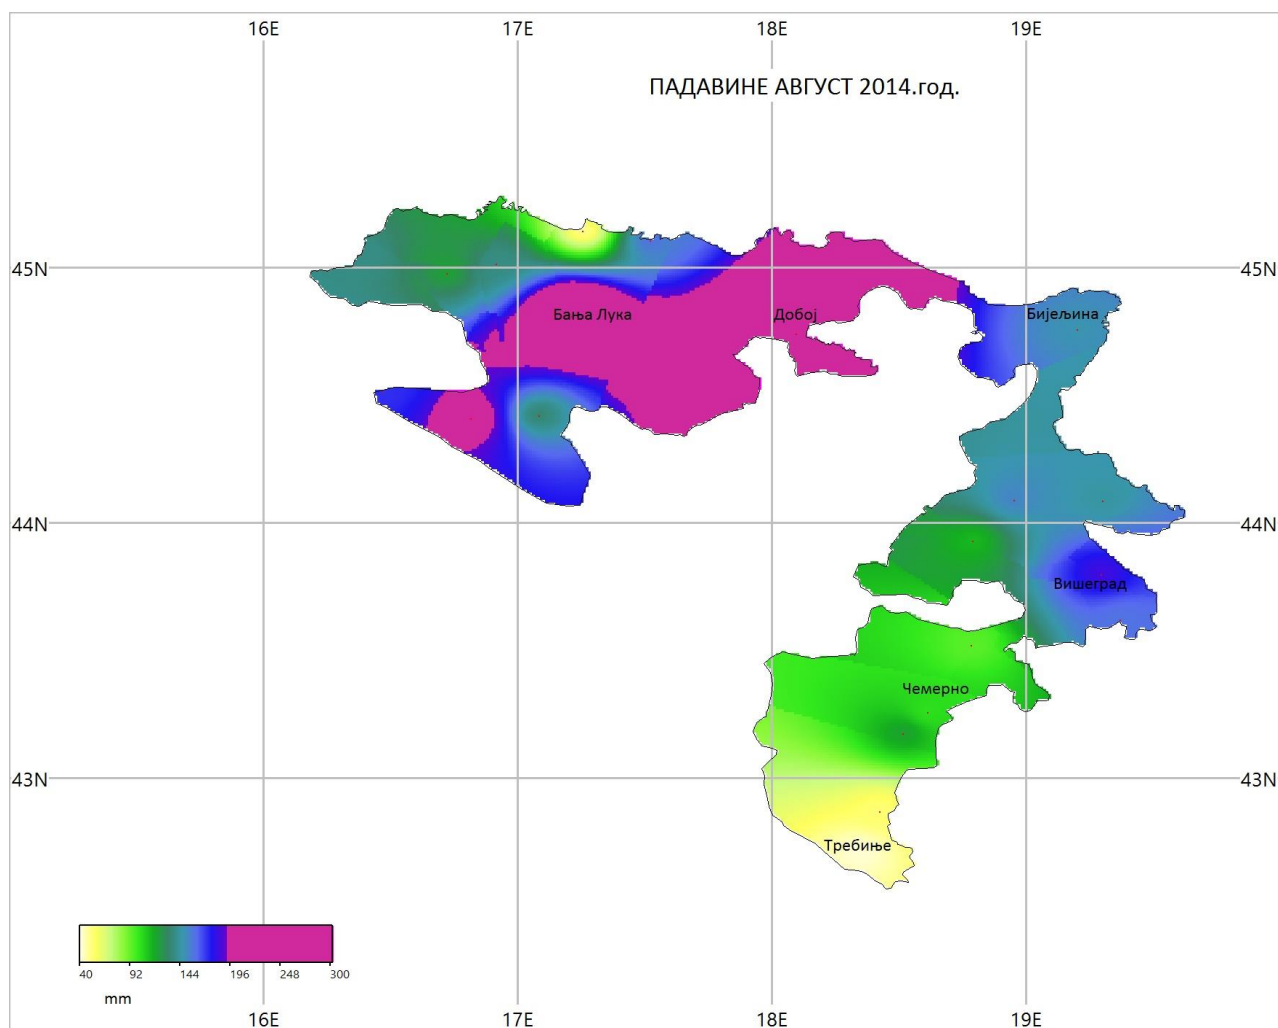 16E 17E 18E 19E
ПАДАВИНЕ АВГУСТ 2014.год.
45N 45N
Бања Лука Добој Бијељина
44N 44N
Вишеград
Чемерно
43N 43N
Требиње
40 92 144 196 248 300
mm
16E 17E 18E 19E